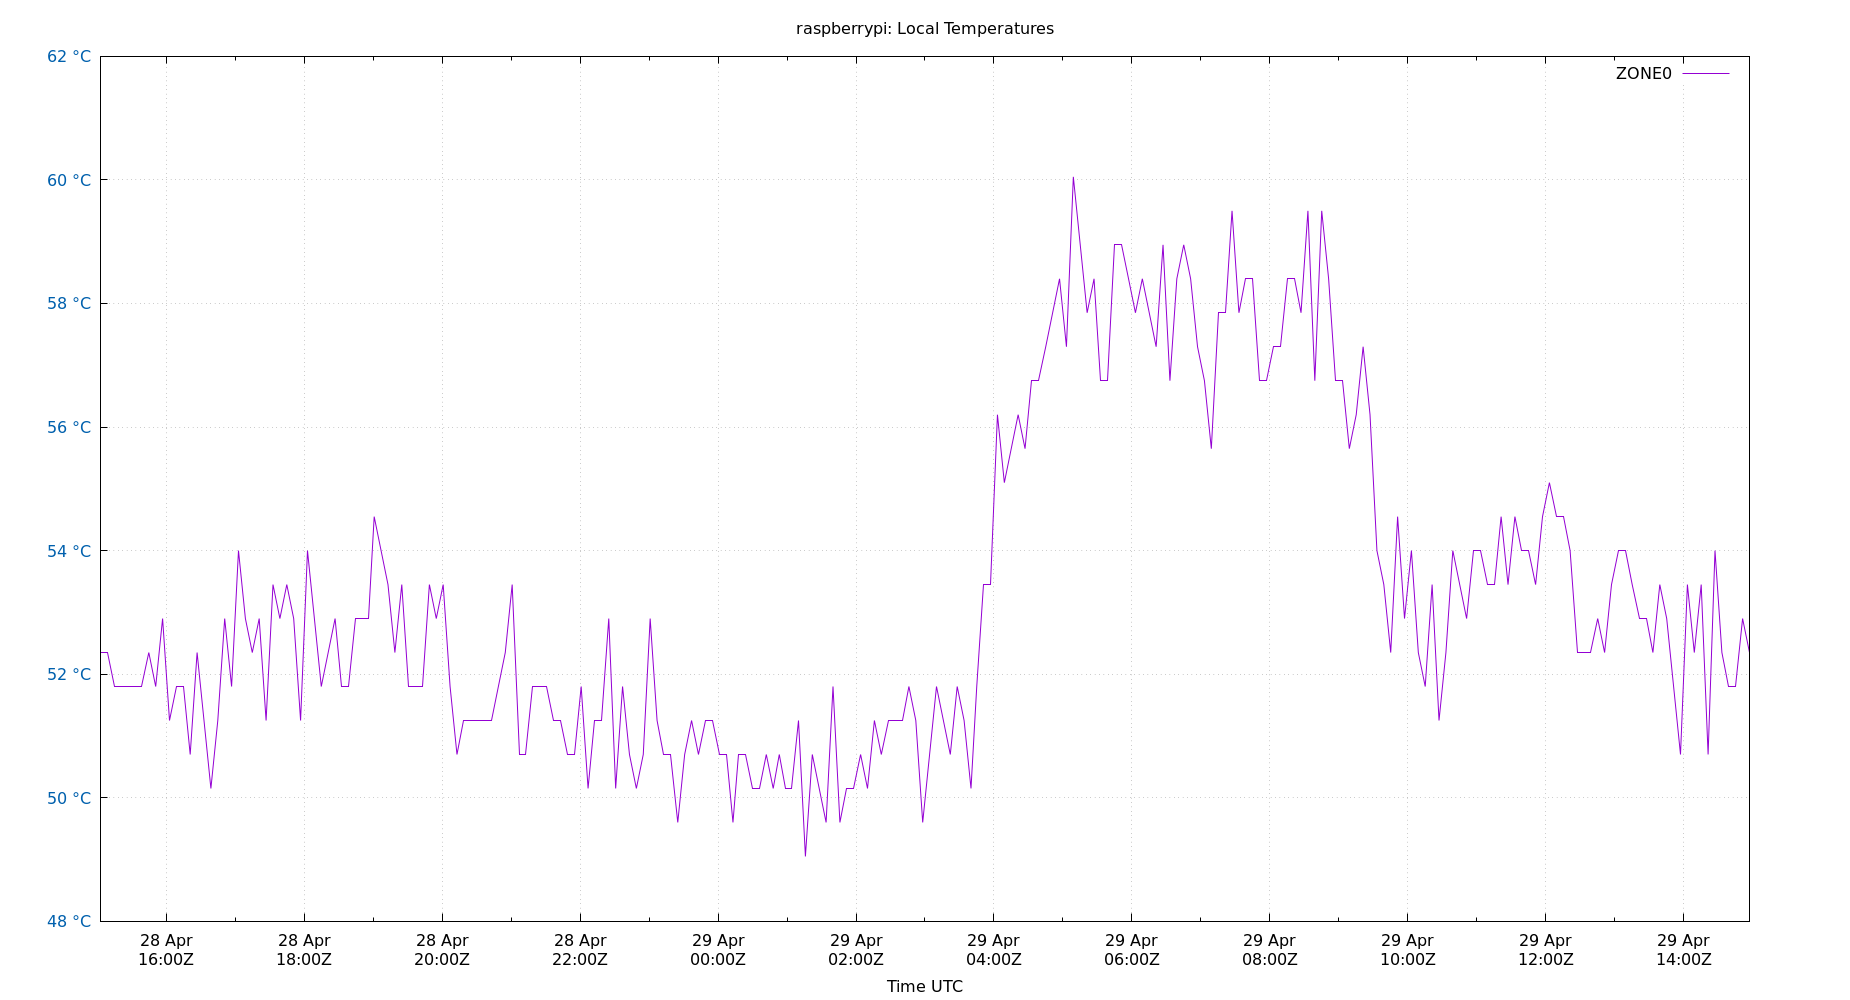 raspberrypi: Local Temperatures
62 °C
ZONE0
60 °C
58 °C
56 °C
54 °C
52 °C
50 °C
48 °C
28 Apr 28 Apr 28 Apr 28 Apr 29 Apr 29 Apr 29 Apr 29 Apr 29 Apr 29 Apr 29 Apr 29 Apr
16:00Z 18:00Z 20:00Z 22:00Z 00:00Z 02:00Z 04:00Z 06:00Z 08:00Z 10:00Z 12:00Z 14:00Z
Time UTC